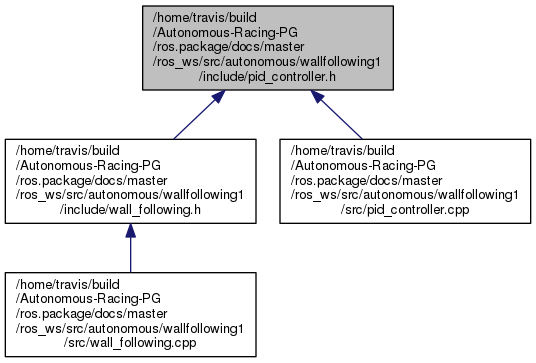 /home/travis/build
/Autonomous-Racing-PG
/ros.package/docs/master
/ros_ws/src/autonomous/wallfollowing1
/include/pid_controller.h
/home/travis/build
/Autonomous-Racing-PG
/ros.package/docs/master
/ros_ws/src/autonomous/wallfollowing1
/include/wall_following.h
/home/travis/build
/Autonomous-Racing-PG
/ros.package/docs/master
/ros_ws/src/autonomous/wallfollowing1
/src/pid_controller.cpp
/home/travis/build
/Autonomous-Racing-PG
/ros.package/docs/master
/ros_ws/src/autonomous/wallfollowing1
/src/wall_following.cpp